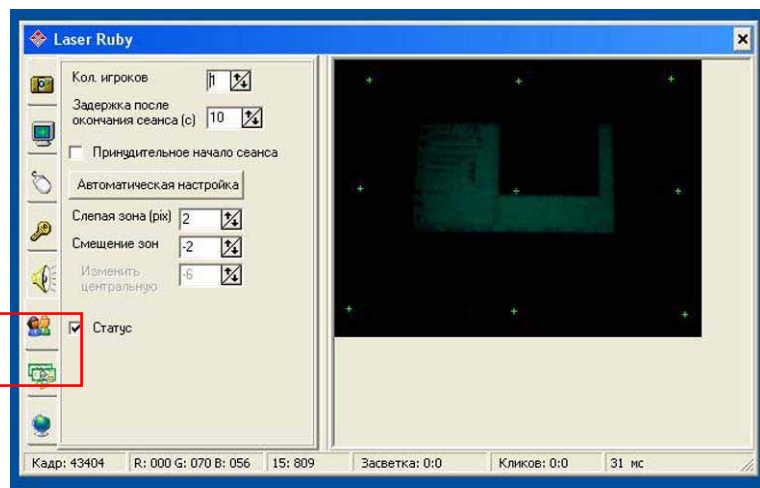 Laser Ruby
Кол. игроков 1
Задержка после
окончания сеанса (с) 10
Принудительное начало сеанса
Автоматическая настройка
Слепая зона (pix) 2
Смещение зон -2
Изменить -6
центральную
Статус
Кадр: 43404 R: 000 G: 070 B: 056 15: 809 Засветка: 0:0 Кликов: 0:0 31 мс